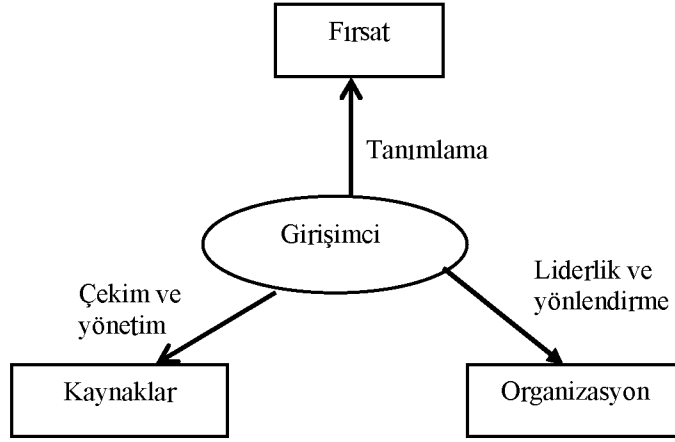 Fırsat
Tanımlama
Girişimci
Çekim ve
yönetim
Liderlik ve
yönlendirme
Kaynaklar
Organizasyon